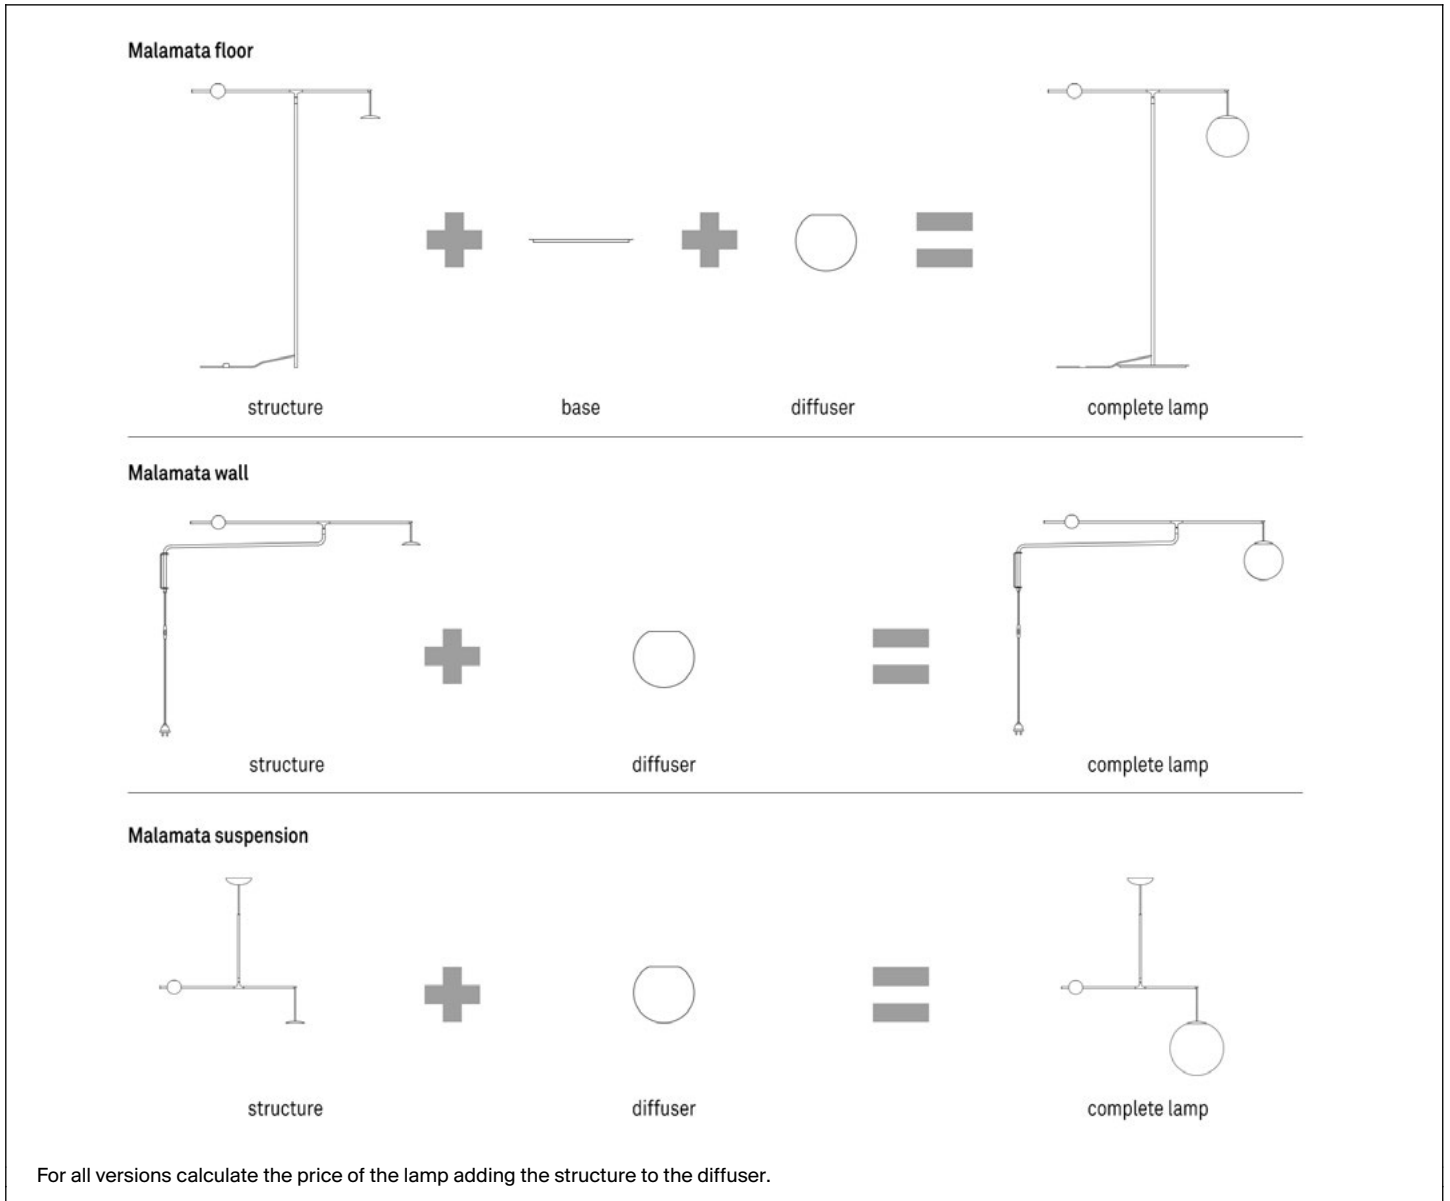 Malamata floor
structure base diffuser complete lamp
Malamata wall
structure diffuser complete lamp
Malamata suspension
structure diffuser complete lamp
For all versions calculate the price of the lamp adding the structure to the diffuser.